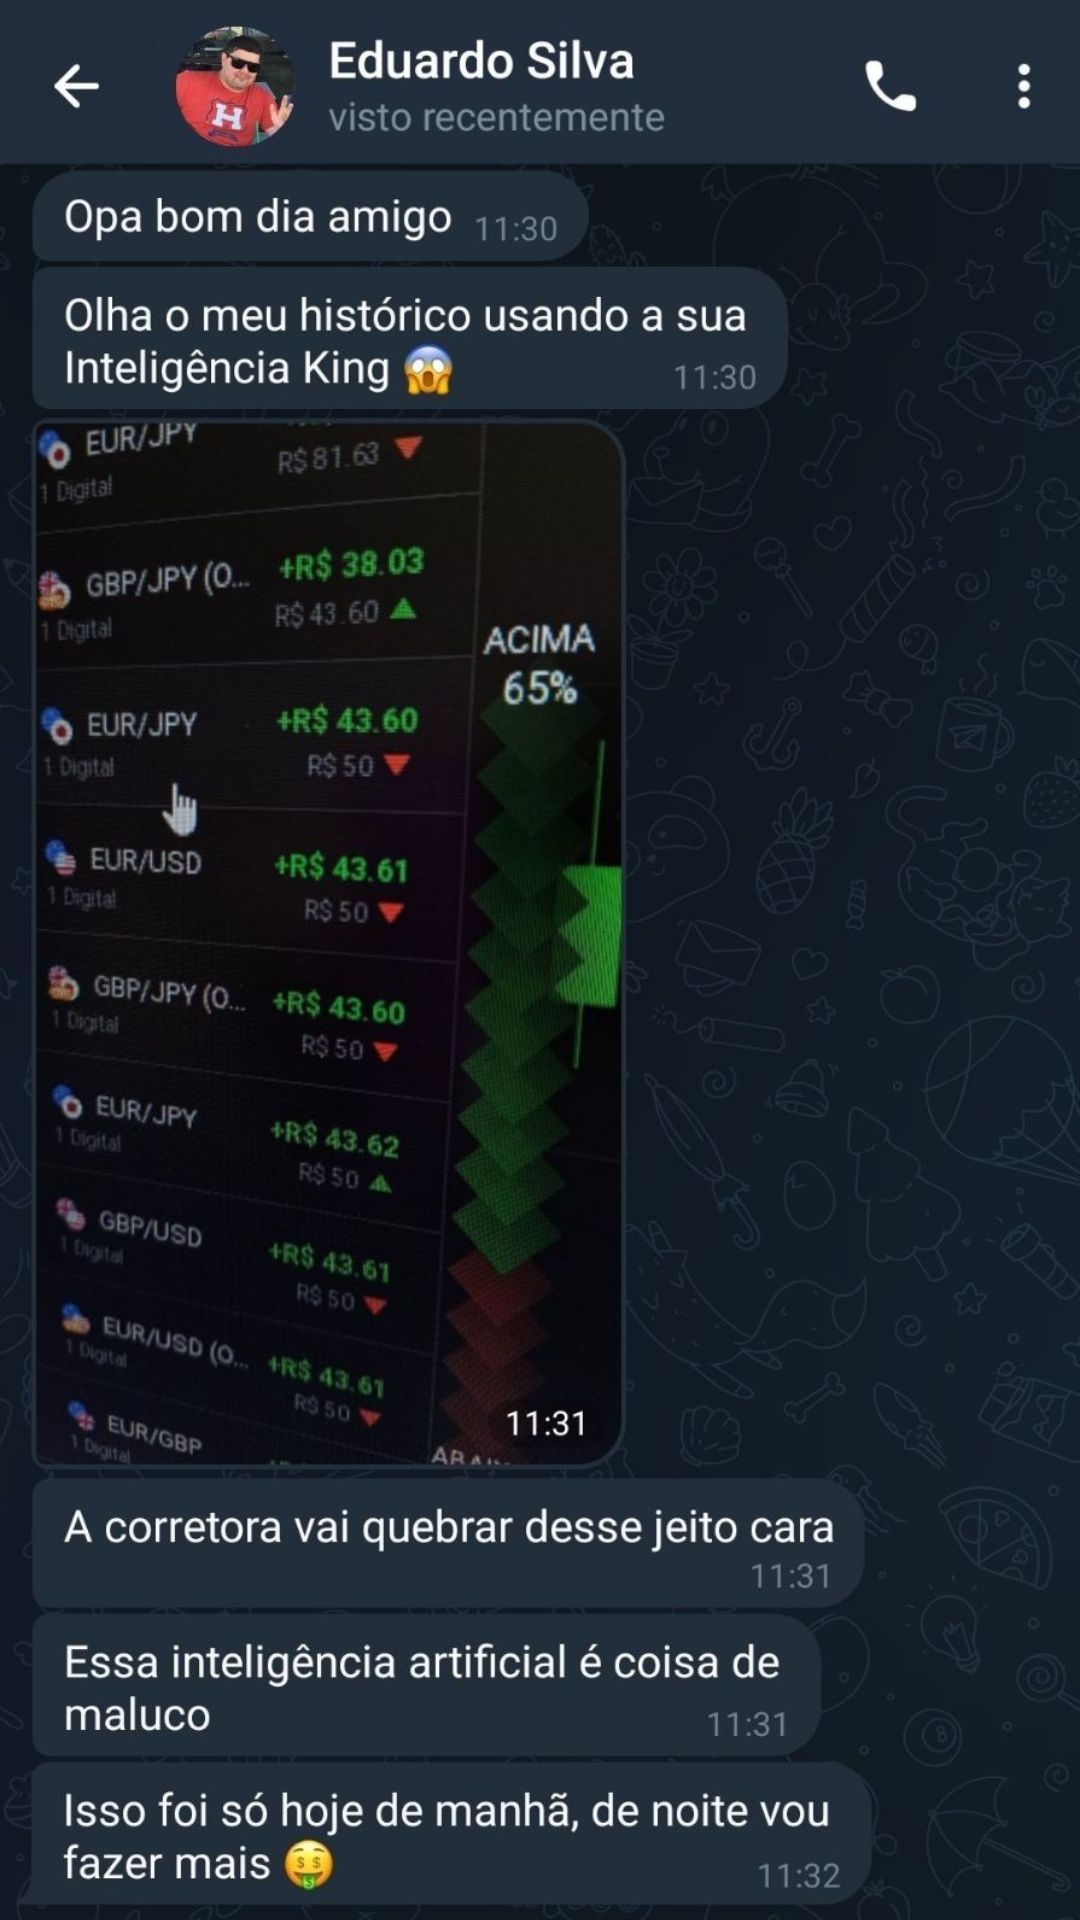 Eduardo Silva
visto recentemente
Opa bom dia amigo 11:30
Olha o meu histórico usando a sua
Inteligência King 😱 11:30
EUR/JPY
R$81.63
1 Digital
GBP/JPY (O... +R$ 38.03
R$43.60
1 Digital
ACIMA
65%
EUR/JPY +R$ 43.60
1 Digital R$50
EUR/USD +R$ 43.61
1 Digital R$50
GBP/JPY (O... +R$ 43.60
1 Digital R$50
EUR/JPY +R$ 43.62
1 Digital R$50
GBP/USD +R$ 43.61
1 Digital R$50
EUR/USD (O... +R$ 43.61
1 Digital R$50
EUR/GBP
1 Digital
11:31
A corretora vai quebrar desse jeito cara
11:31
Essa inteligência artificial é coisa de
maluco 11:31
Isso foi só hoje de manhã, de noite vou
fazer mais 🤑 11:32